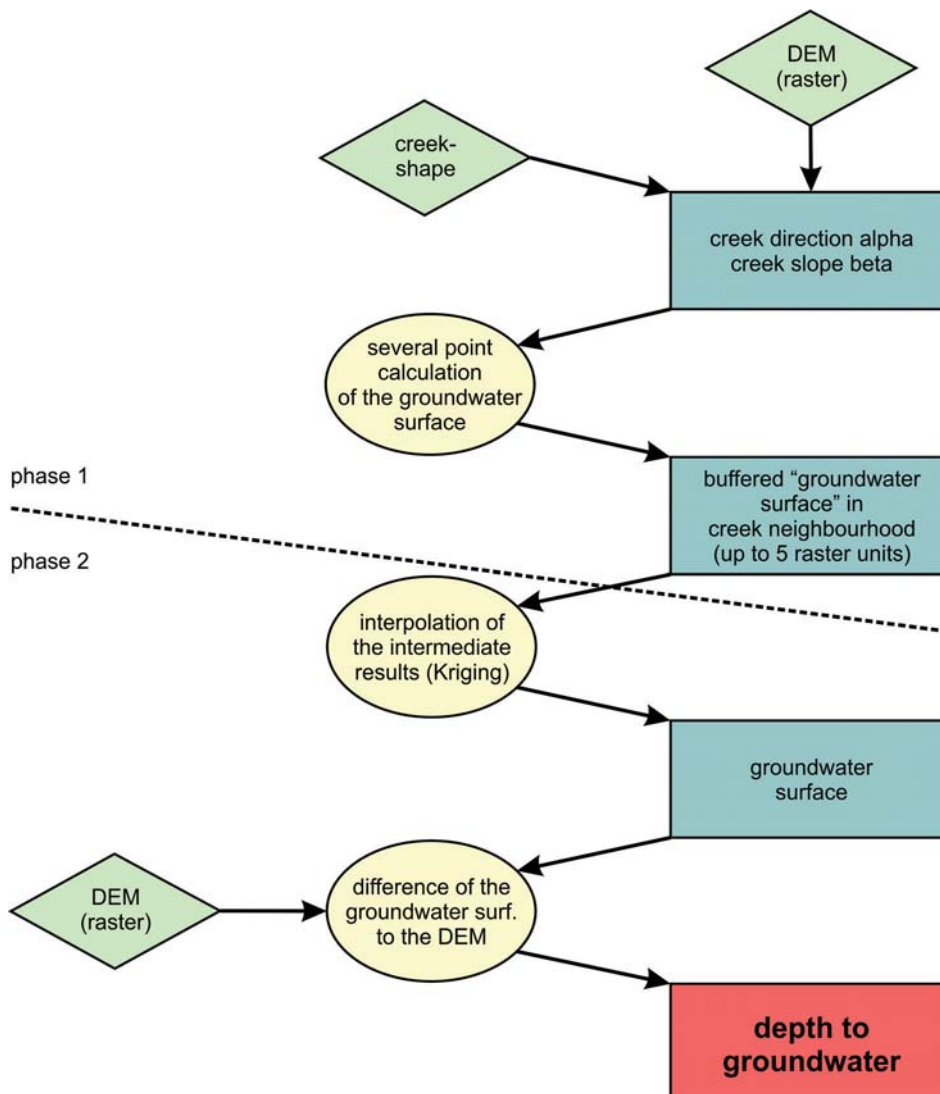 DEM
(raster)
creek-
shape
creek direction alpha
creek slope beta
several point
calculation
of the groundwater
surface
phase 1
buffered “groundwater
surface” in
creek neighbourhood
(up to 5 raster units)
phase 2
interpolation of
the intermediate
results (Kriging)
groundwater
surface
DEM
(raster)
difference of the
groundwater surf.
to the DEM
depth to
groundwater